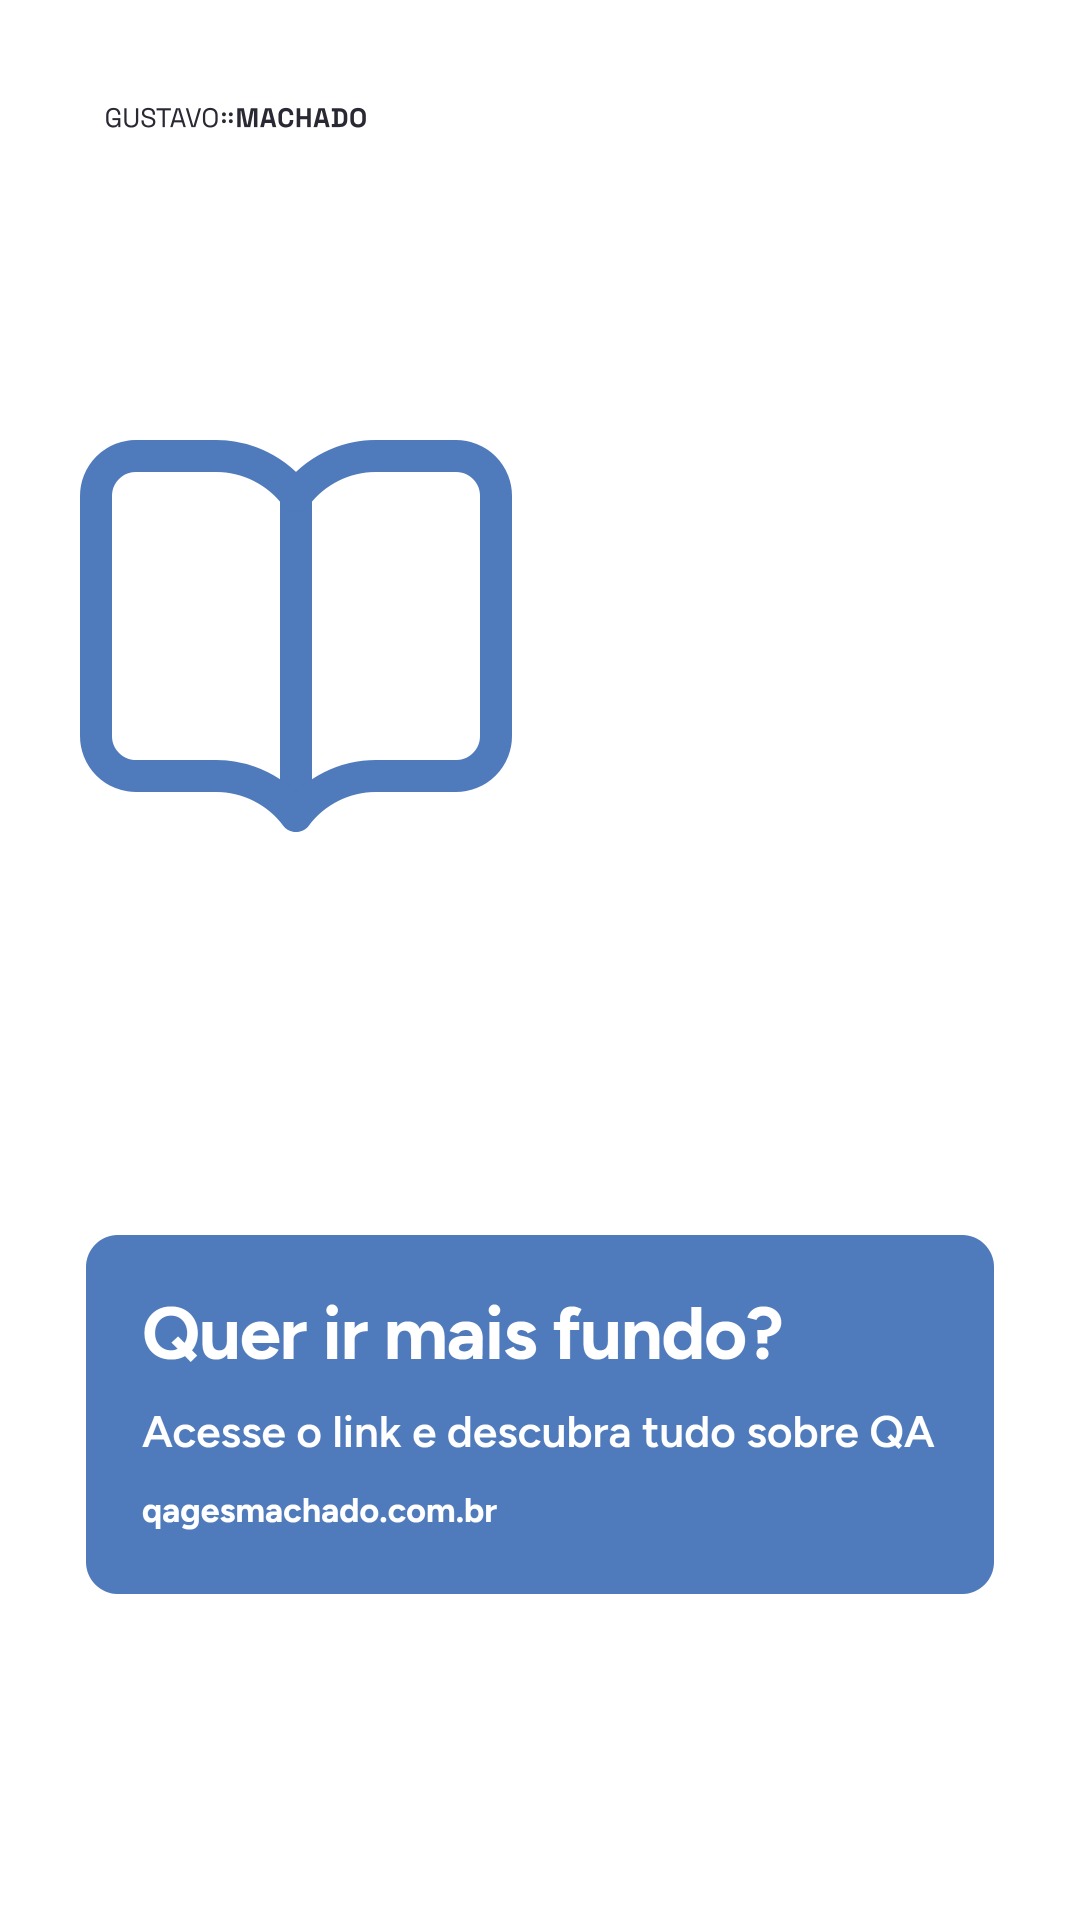 GUSTAVO::MACHADO
Quer ir mais fundo?
Acesse o link e descubra tudo sobre QA
qagesmachado.com.br